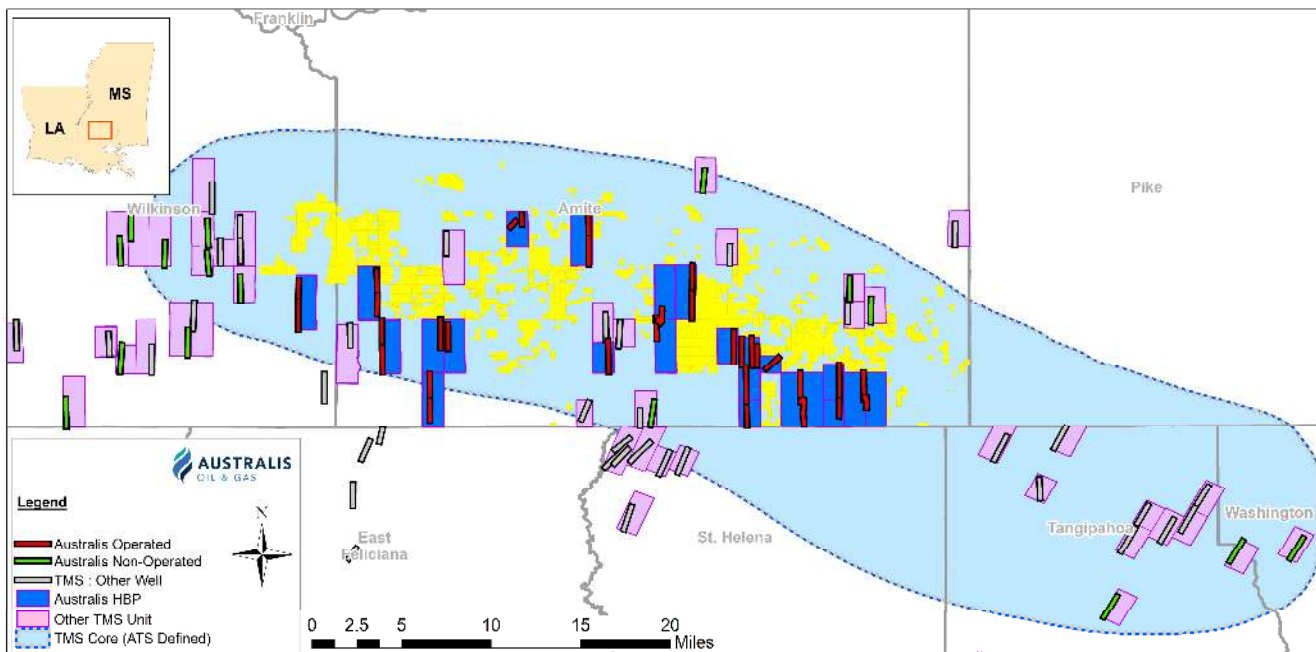 Franklin
MS
LA
Pike
Wilkinson
Amite
AUSTRALIS
OIL & GAS
Legend
N
Australis Operated
Australis Non-Operated
TMS : Other Well
Australis HBP
Other TMS Unit
TMS Core (ATS Defined)
East
Feliciana
St. Helena
Tangipahoa
Washington
0 2.5 5 10 15 20
Miles